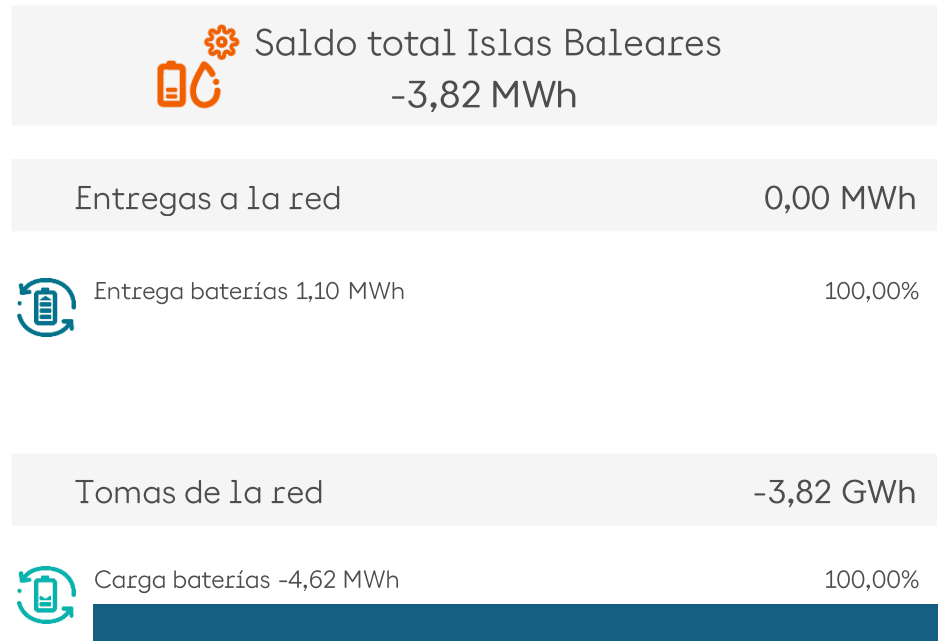 Saldo total Islas Baleares
-3,82 MWh
Entregas a la red 0,00 MWh
Entrega baterías 1,10 MWh 100,00%
Tomas de la red -3,82 GWh
Carga baterías -4,62 MWh 100,00%